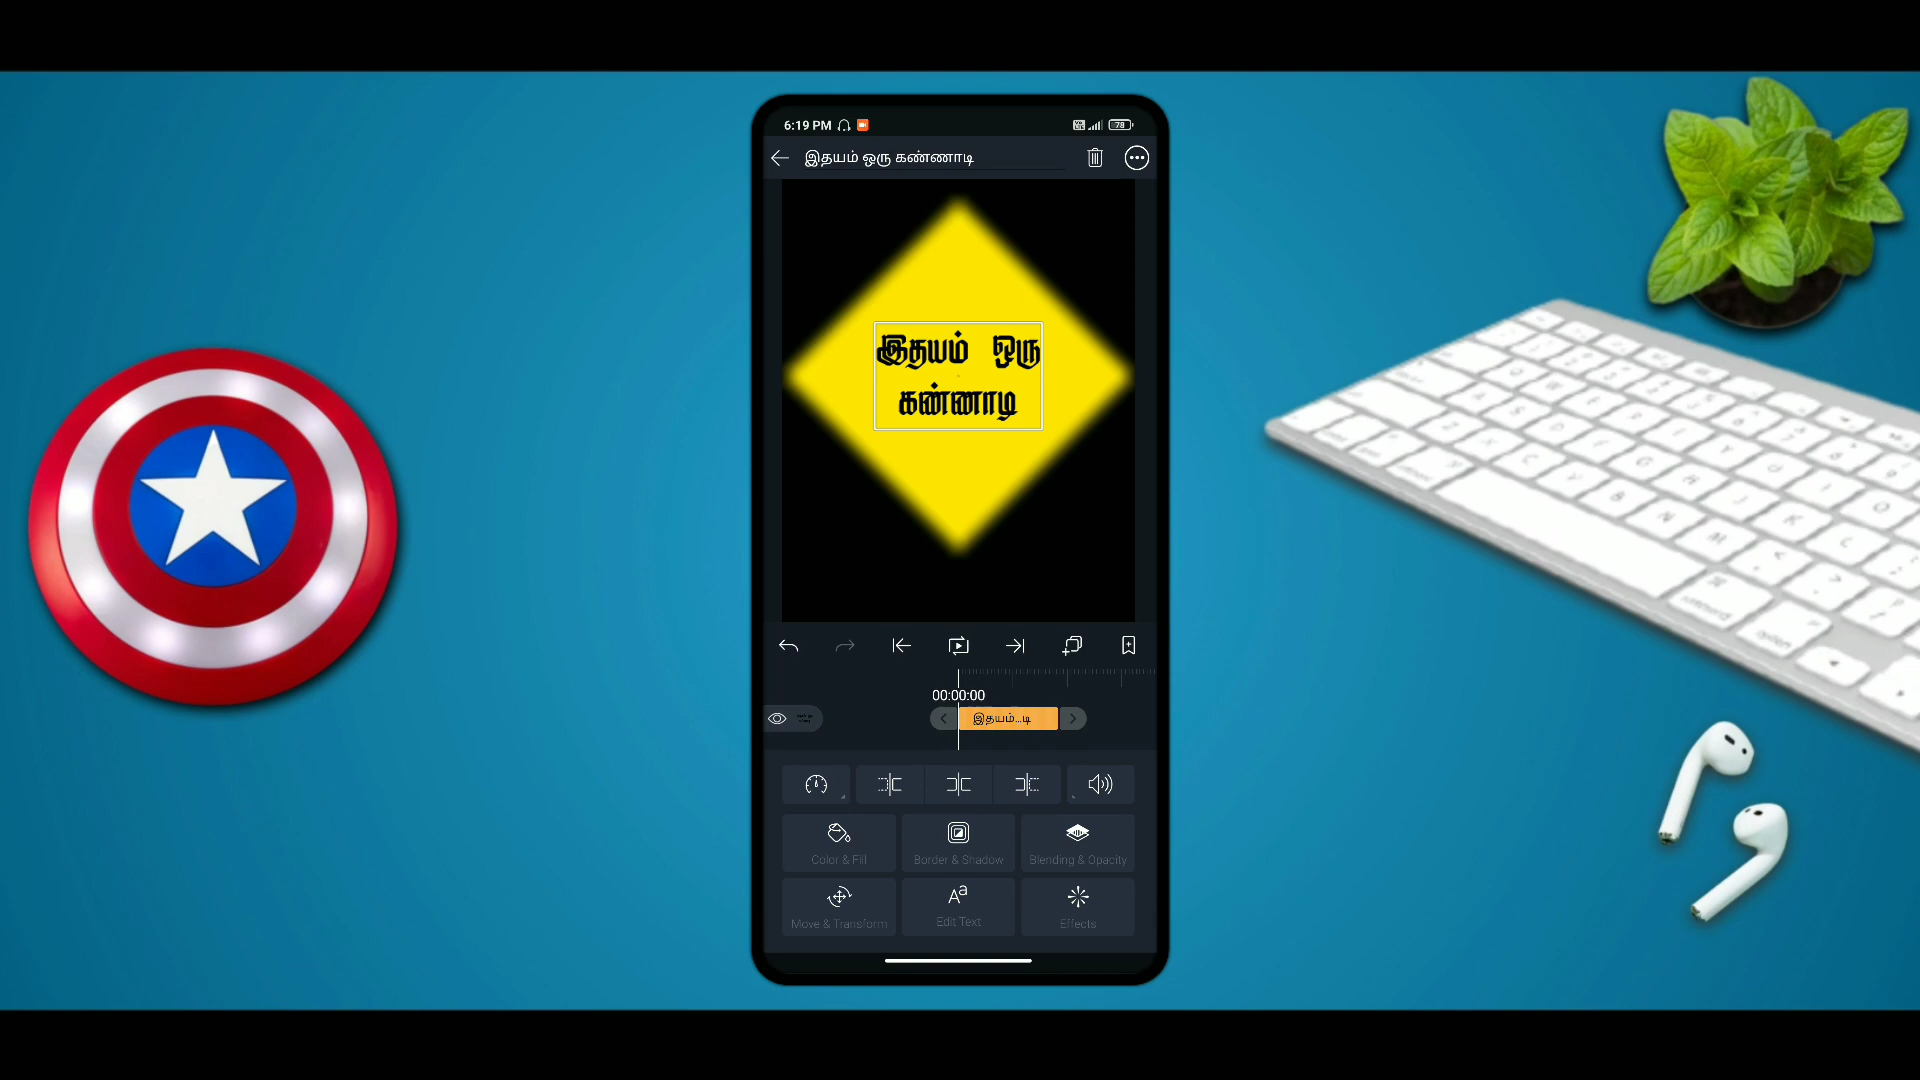 6:19 PM
78
இதயம் ஒரு கண்ணாடி
இதயம் ஒரு
கண்ணாடி
00:00:00
இதயம்...டி
Color & Fill
Border & Shadow
Blending & Opacity
Move & Transform
Edit Text
Effects